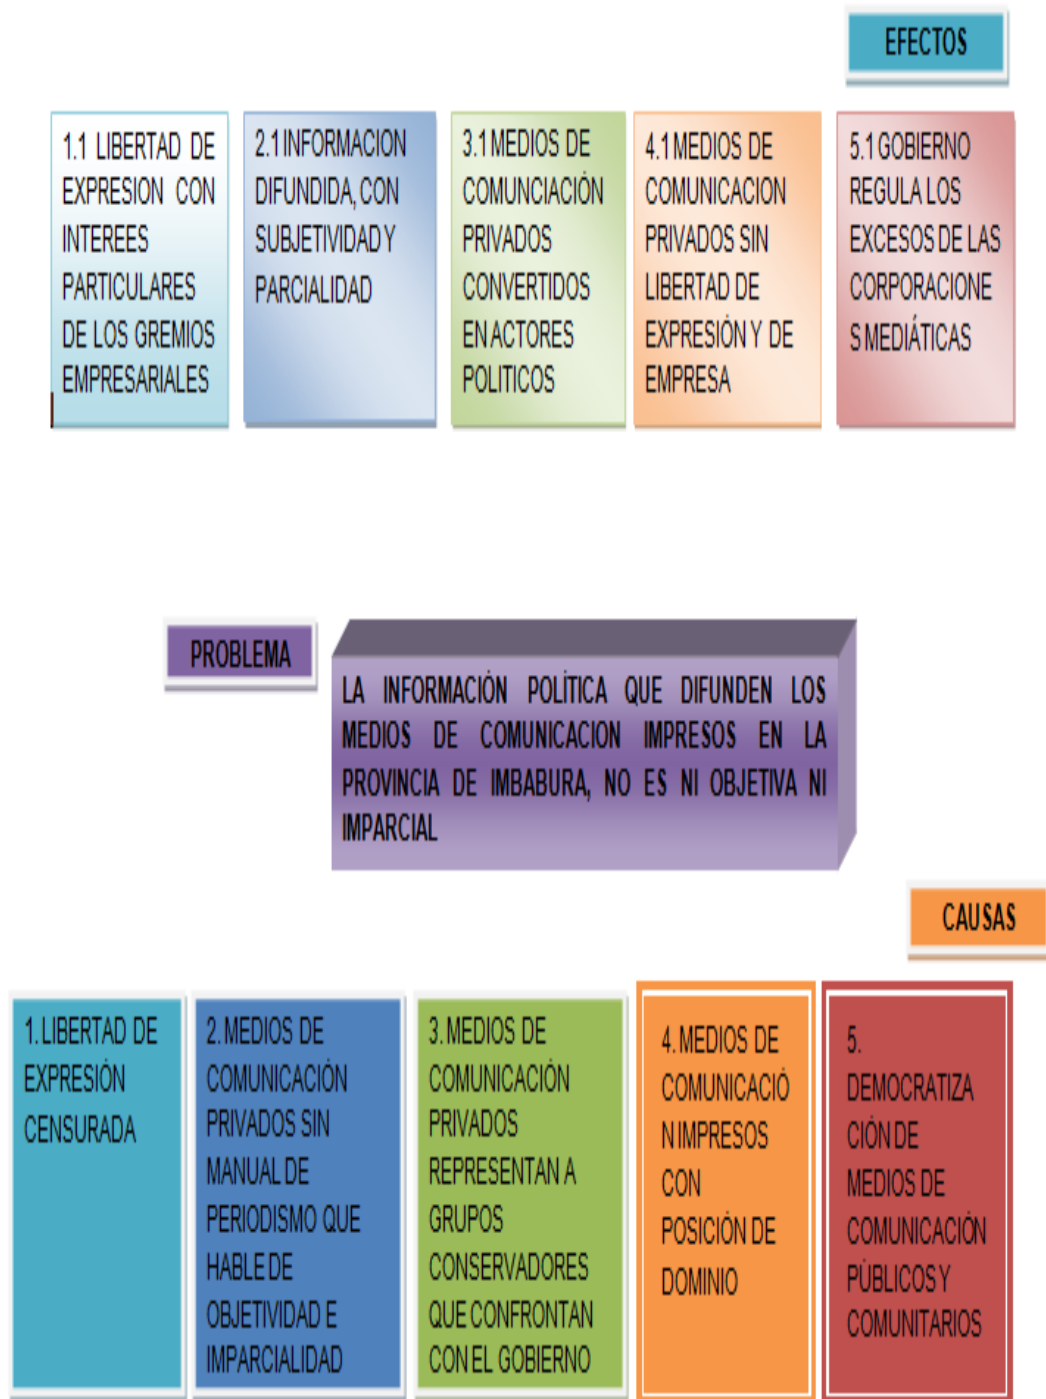 EFECTOS
1.1 LIBERTAD DE
EXPRESION CON
INTEREES
PARTICULARES
DE LOS GREMIOS
EMPRESARIALES
2.1 INFORMACION
DIFUNDIDA, CON
SUBJETIVIDAD Y
PARCIALIDAD
3.1 MEDIOS DE
COMUNCIACIÓN
PRIVADOS
CONVERTIDOS
EN ACTORES
POLITICOS
4.1 MEDIOS DE
COMUNICACION
PRIVADOS SIN
LIBERTAD DE
EXPRESIÓN Y DE
EMPRESA
5.1 GOBIERNO
REGULA LOS
EXCESOS DE LAS
CORPORACIONE
S MEDIÁTICAS
PROBLEMA
LA INFORMACIÓN POLÍTICA QUE DIFUNDEN LOS
MEDIOS DE COMUNICACION IMPRESOS EN LA
PROVINCIA DE IMBABURA, NO ES NI OBJETIVA NI
IMPARCIAL
CAUSAS
1. LIBERTAD DE
EXPRESIÓN
CENSURADA
2. MEDIOS DE
COMUNICACIÓN
PRIVADOS SIN
MANUAL DE
PERIODISMO QUE
HABLE DE
OBJETIVIDAD E
IMPARCIALIDAD
3. MEDIOS DE
COMUNICACIÓN
PRIVADOS
REPRESENTAN A
GRUPOS
CONSERVADORES
QUE CONFRONTAN
CON EL GOBIERNO
4. MEDIOS DE
COMUNICACIÓ
N IMPRESOS
CON
POSICIÓN DE
DOMINIO
5.
DEMOCRATIZA
CIÓN DE
MEDIOS DE
COMUNICACIÓN
PÚBLICOS Y
COMUNITARIOS